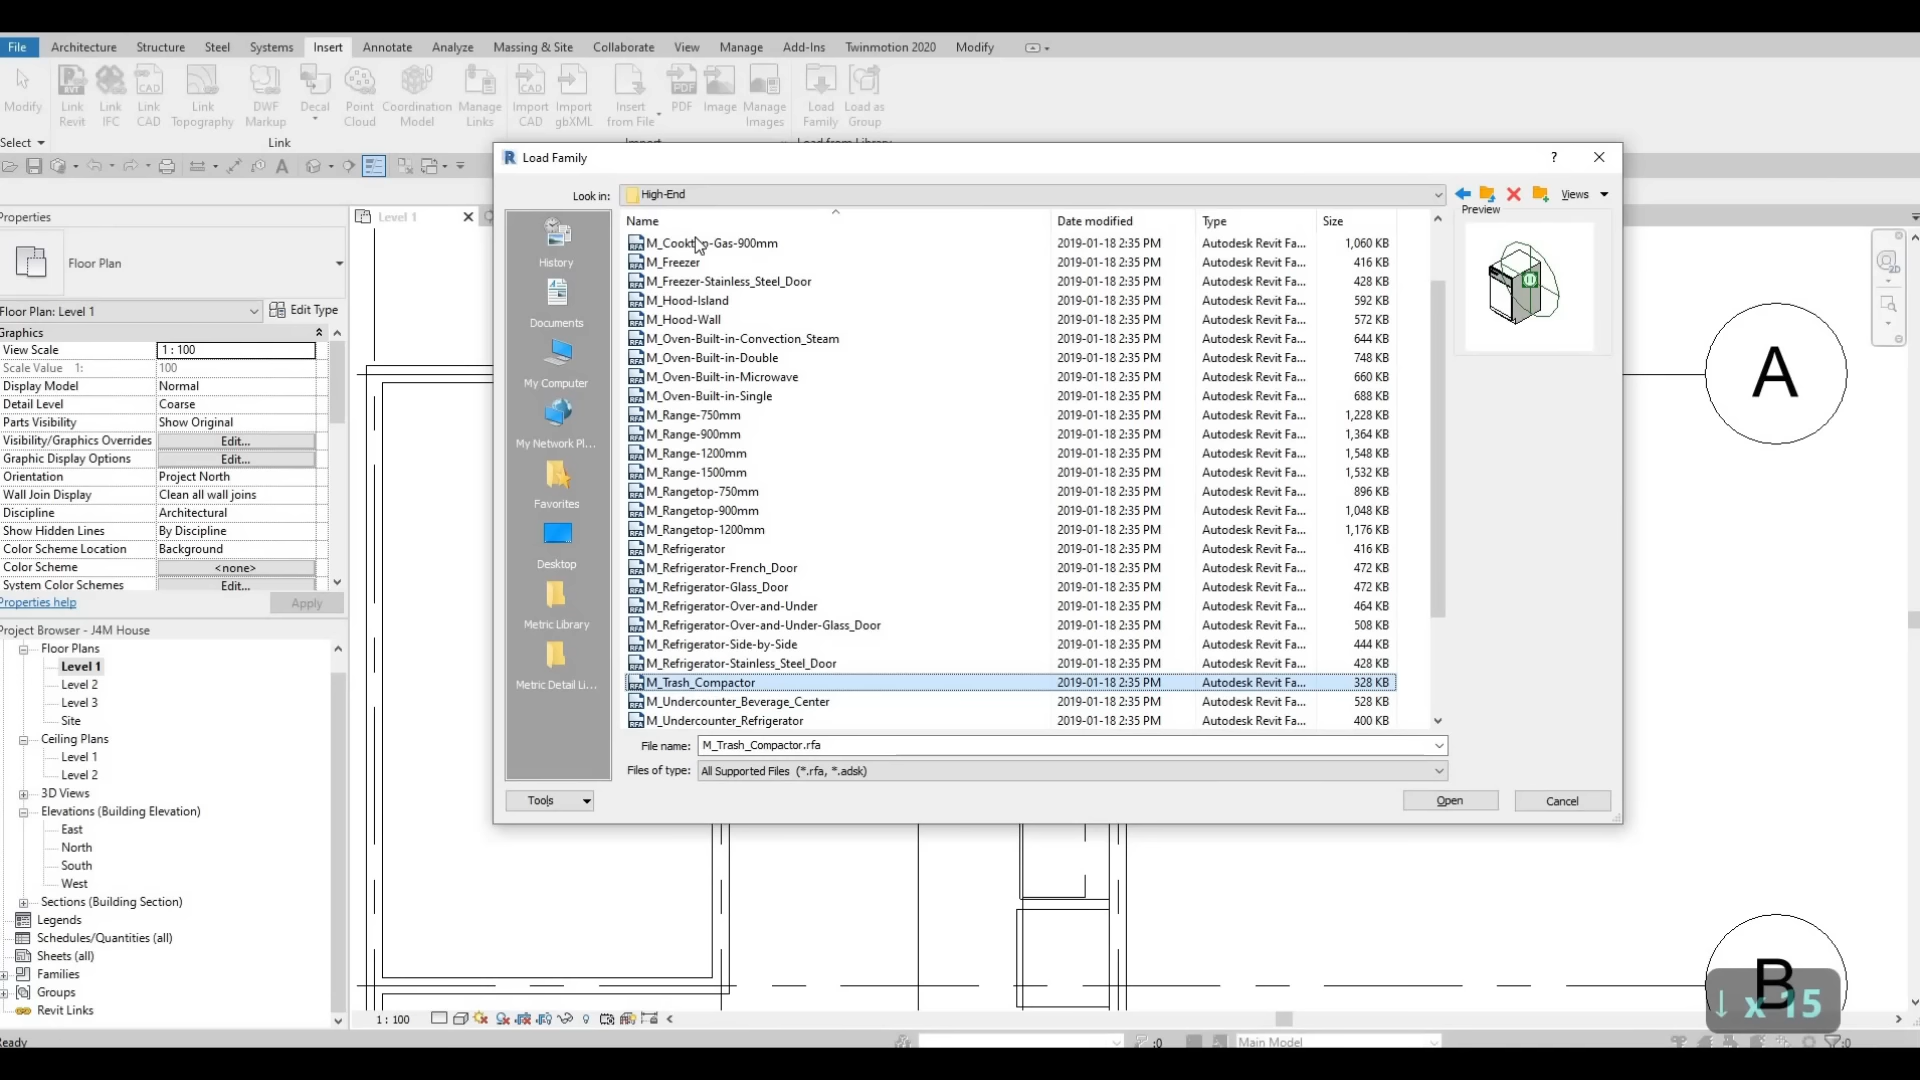 File Architecture Structure Steel Systems Insert Annotate Analyze Massing & Site Collaborate View Manage Add-Ins Twinmotion 2020 Modify
Modify
Link Revit
Link IFC
Link CAD
Link Topography
DWF Markup
Decal
Point Cloud
Coordination Model
Manage Links
Import CAD
Import gbXML
Insert from File
PDF
Image
Manage Images
Load Family
Load as Group
Select
Link
Load Family
Look in: High-End
Views
Preview
Name Date modified Type Size
M_Cooktop-Gas-900mm 2019-01-18 2:35 PM Autodesk Revit Fa... 1,060 KB
M_Freezer 2019-01-18 2:35 PM Autodesk Revit Fa... 416 KB
M_Freezer-Stainless_Steel_Door 2019-01-18 2:35 PM Autodesk Revit Fa... 428 KB
M_Hood-Island 2019-01-18 2:35 PM Autodesk Revit Fa... 592 KB
M_Hood-Wall 2019-01-18 2:35 PM Autodesk Revit Fa... 572 KB
M_Oven-Built-in-Convection_Steam 2019-01-18 2:35 PM Autodesk Revit Fa... 644 KB
M_Oven-Built-in-Double 2019-01-18 2:35 PM Autodesk Revit Fa... 748 KB
M_Oven-Built-in-Microwave 2019-01-18 2:35 PM Autodesk Revit Fa... 660 KB
M_Oven-Built-in-Single 2019-01-18 2:35 PM Autodesk Revit Fa... 688 KB
M_Range-750mm 2019-01-18 2:35 PM Autodesk Revit Fa... 1,228 KB
M_Range-900mm 2019-01-18 2:35 PM Autodesk Revit Fa... 1,364 KB
M_Range-1200mm 2019-01-18 2:35 PM Autodesk Revit Fa... 1,548 KB
M_Range-1500mm 2019-01-18 2:35 PM Autodesk Revit Fa... 1,532 KB
M_Rangetop-750mm 2019-01-18 2:35 PM Autodesk Revit Fa... 896 KB
M_Rangetop-900mm 2019-01-18 2:35 PM Autodesk Revit Fa... 1,048 KB
M_Rangetop-1200mm 2019-01-18 2:35 PM Autodesk Revit Fa... 1,176 KB
M_Refrigerator 2019-01-18 2:35 PM Autodesk Revit Fa... 416 KB
M_Refrigerator-French_Door 2019-01-18 2:35 PM Autodesk Revit Fa... 472 KB
M_Refrigerator-Glass_Door 2019-01-18 2:35 PM Autodesk Revit Fa... 472 KB
M_Refrigerator-Over-and-Under 2019-01-18 2:35 PM Autodesk Revit Fa... 464 KB
M_Refrigerator-Over-and-Under-Glass_Door 2019-01-18 2:35 PM Autodesk Revit Fa... 508 KB
M_Refrigerator-Side-by-Side 2019-01-18 2:35 PM Autodesk Revit Fa... 444 KB
M_Refrigerator-Stainless_Steel_Door 2019-01-18 2:35 PM Autodesk Revit Fa... 428 KB
M_Trash_Compactor 2019-01-18 2:35 PM Autodesk Revit Fa... 328 KB
M_Undercounter_Beverage_Center 2019-01-18 2:35 PM Autodesk Revit Fa... 528 KB
M_Undercounter_Refrigerator 2019-01-18 2:35 PM Autodesk Revit Fa... 400 KB
History
Documents
My Computer
My Network Pl...
Favorites
Desktop
Metric Library
Metric Detail Li...
File name: M_Trash_Compactor.rfa
Files of type: All Supported Files (*.rfa, *.adsk)
Tools Open Cancel
Properties
Floor Plan
Floor Plan: Level 1 Edit Type
Graphics
View Scale 1 : 100
Scale Value 1: 100
Display Model Normal
Detail Level Coarse
Parts Visibility Show Original
Visibility/Graphics Overrides Edit...
Graphic Display Options Edit...
Orientation Project North
Wall Join Display Clean all wall joins
Discipline Architectural
Show Hidden Lines By Discipline
Color Scheme Location Background
Color Scheme <none>
System Color Schemes Edit...
Properties help Apply
Project Browser - J4M House
Floor Plans
Level 1
Level 2
Level 3
Site
Ceiling Plans
Level 1
Level 2
3D Views
Elevations (Building Elevation)
East
North
South
West
Sections (Building Section)
Legends
Schedules/Quantities (all)
Sheets (all)
Families
Groups
Revit Links
Level 1
A
B
↓ x 15
2D
1 : 100
Ready
:0
Main Model
:0